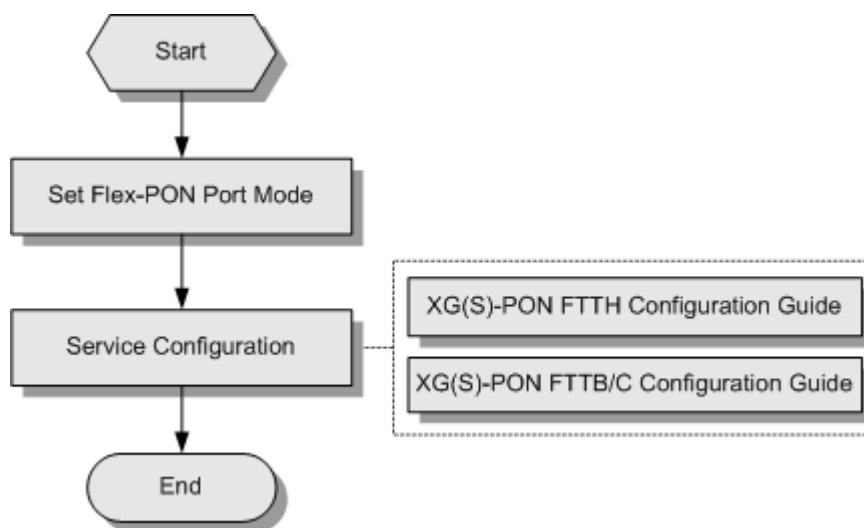 Start
Set Flex-PON Port Mode
Service Configuration
XG(S)-PON FTTH Configuration Guide
XG(S)-PON FTTB/C Configuration Guide
End